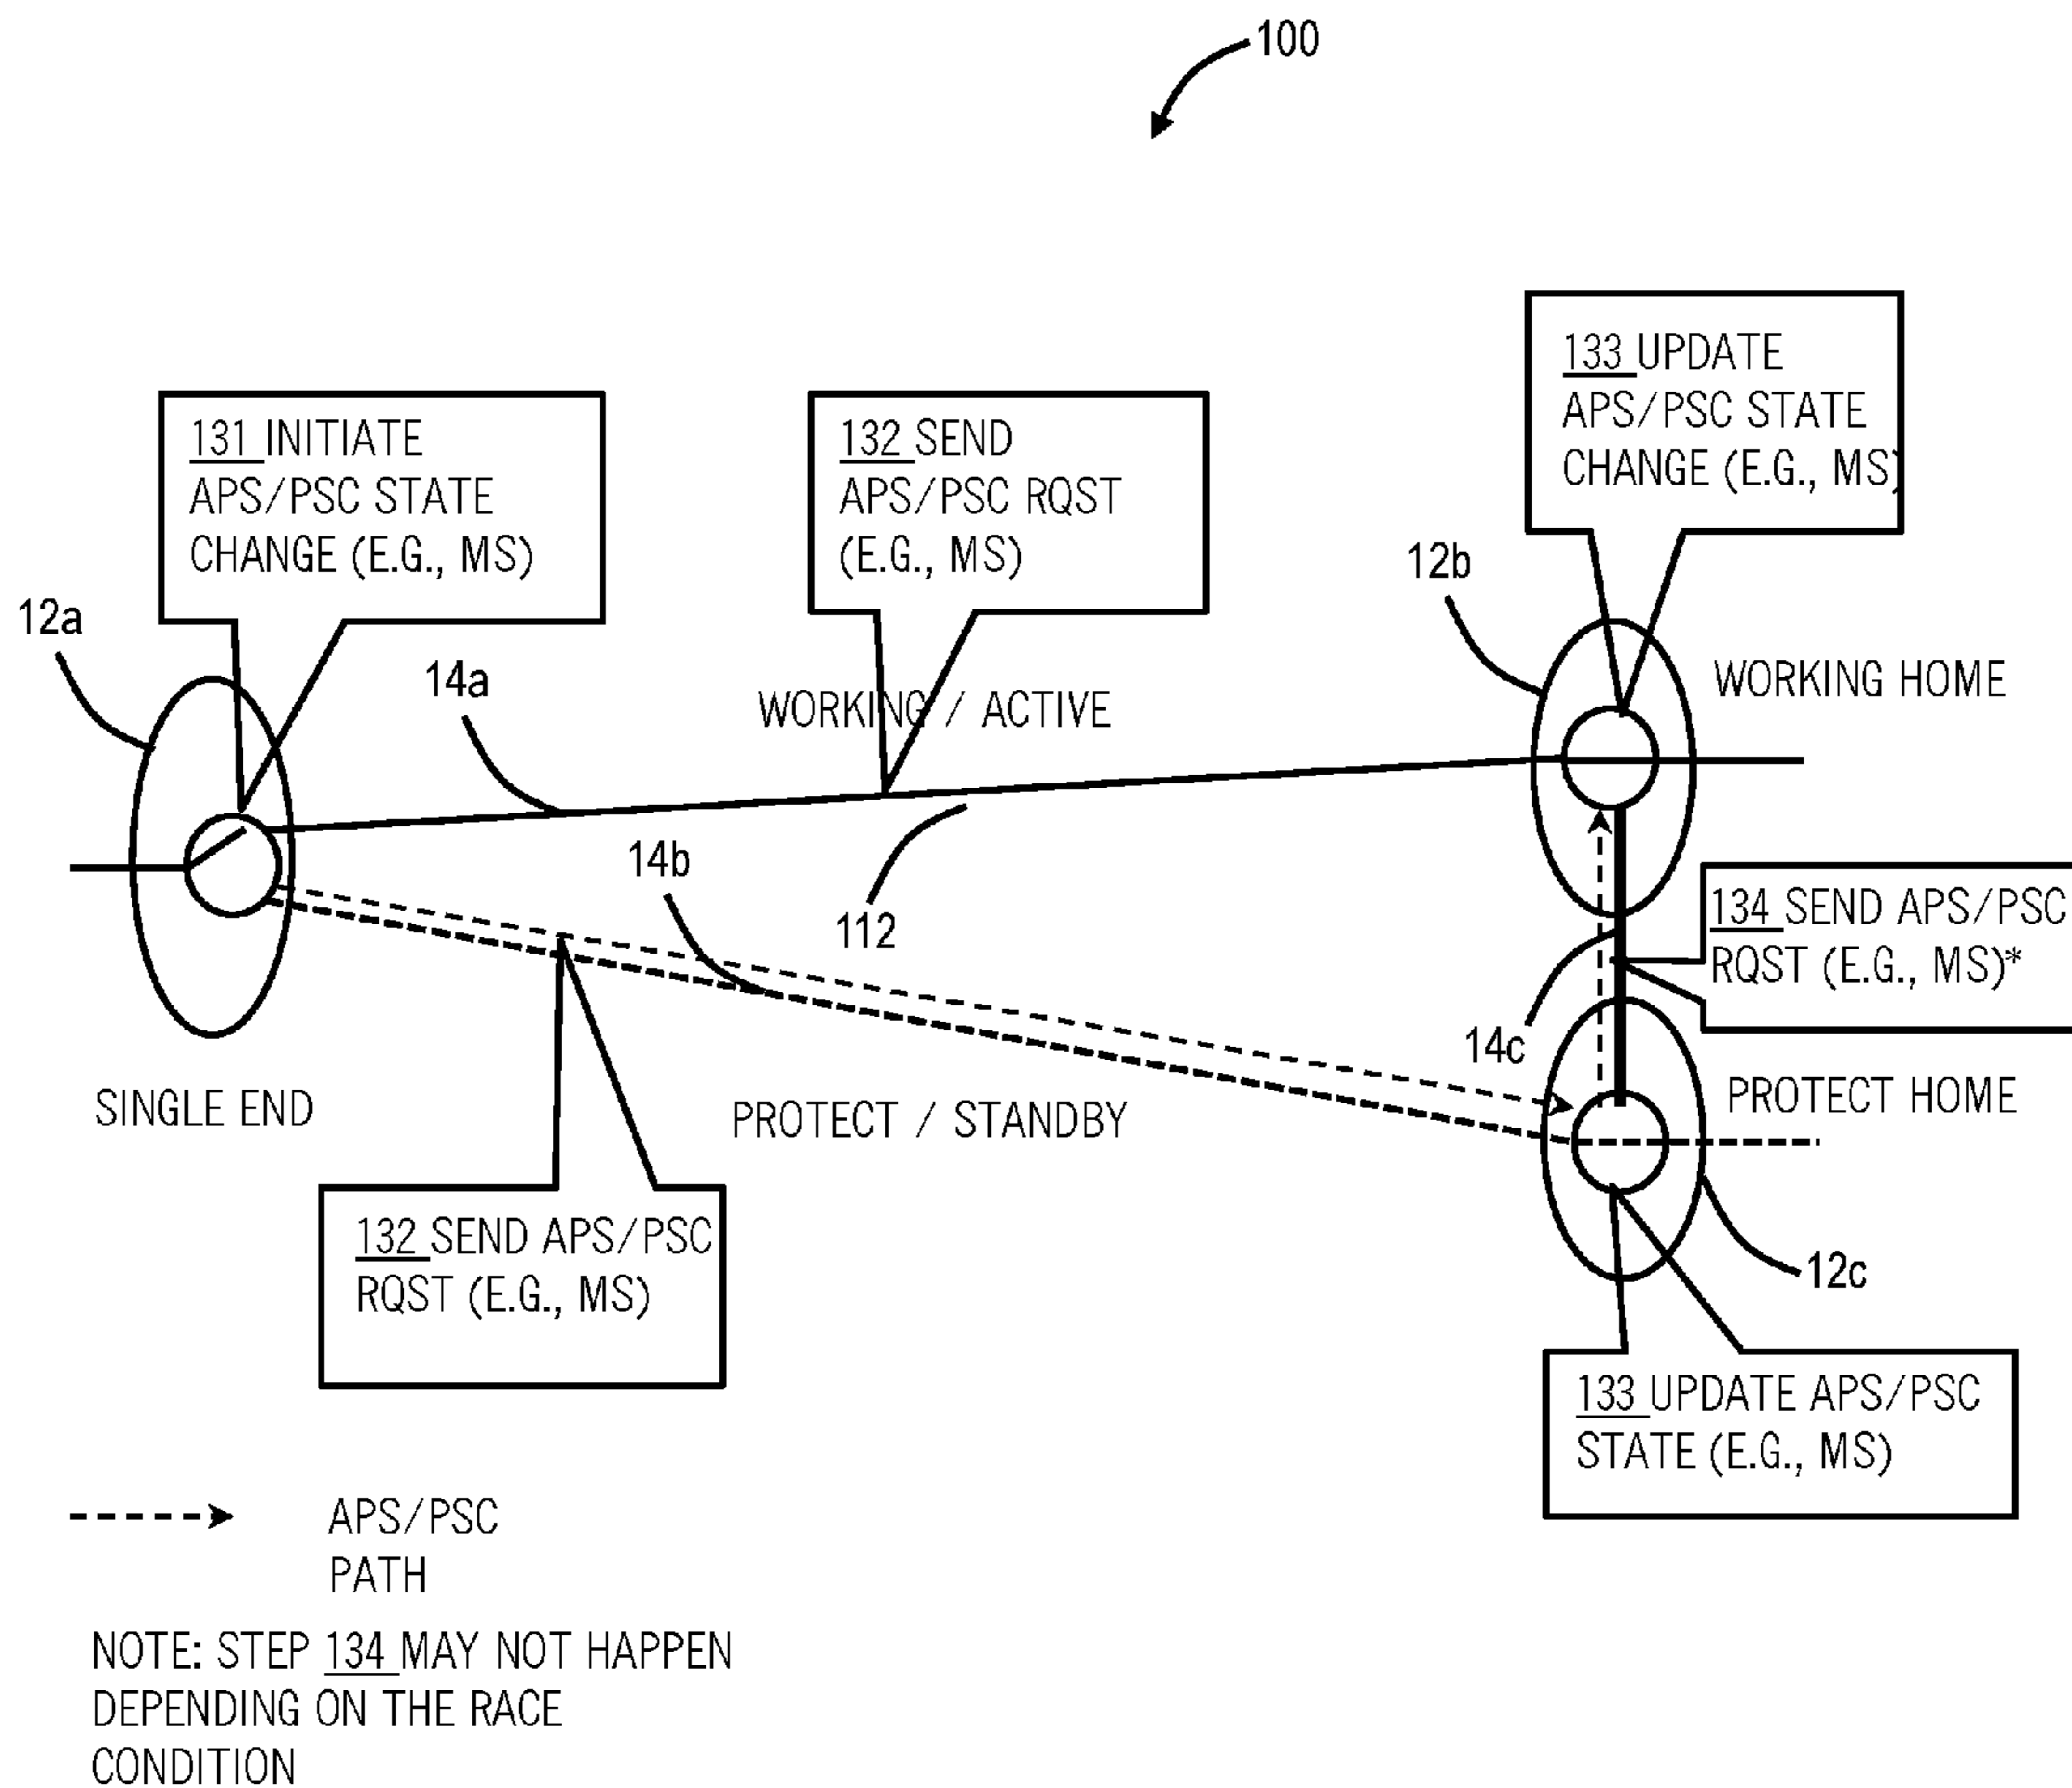 100
133 UPDATE
APS/PSC STATE
CHANGE (E.G., MS)
131 INITIATE
APS/PSC STATE
CHANGE (E.G., MS)
132 SEND
APS/PSC RQST
(E.G., MS)
12b
12a
14a
WORKING / ACTIVE
WORKING HOME
14b
112
134 SEND APS/PSC
RQST (E.G., MS)*
14c
SINGLE END
PROTECT / STANDBY
PROTECT HOME
132 SEND APS/PSC
RQST (E.G., MS)
12c
133 UPDATE APS/PSC
STATE (E.G., MS)
APS/PSC
PATH
NOTE: STEP 134 MAY NOT HAPPEN
DEPENDING ON THE RACE
CONDITION